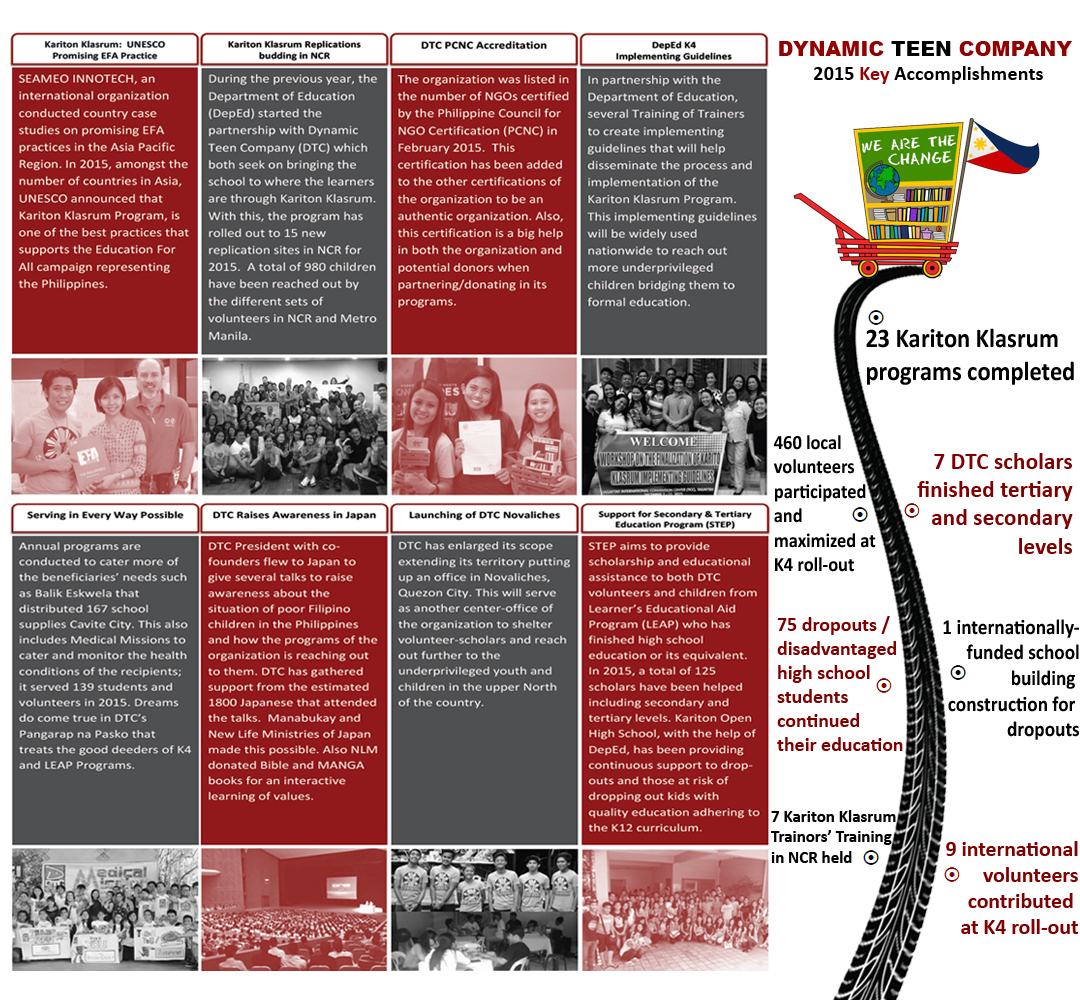 Kariton Klasrum: UNESCO
Promising EFA Practice
SEAMEO INNOTECH, an
international organization
conducted country case
studies on promising EFA
practices in the Asia Pacific
Region. In 2015, amongst the
number of countries in Asia,
UNESCO announced that
Kariton Klasrum Program, is
one of the best practices that
supports the Education For
All campaign representing
the Philippines.
Kariton Klasrum Replications
budding in NCR
During the previous year, the
Department of Education
(DepEd) started the
partnership with Dynamic
Teen Company (DTC) which
both seek on bringing the
school to where the learners
are through Kariton Klasrum.
With this, the program has
rolled out to 15 new
replication sites in NCR for
2015. A total of 980 children
have been reached out by
the different sets of
volunteers in NCR and Metro
Manila.
DTC PCNC Accreditation
The organization was listed in
the number of NGOs certified
by the Philippine Council for
NGO Certification (PCNC) in
February 2015. This
certification has been added
to the other certifications of
the organization to be an
authentic organization. Also,
this certification is a big help
in both the organization and
potential donors when
partnering/donating in its
programs.
DepEd K4
Implementing Guidelines
In partnership with the
Department of Education,
several Training of Trainers
to create implementing
guidelines that will help
disseminate the process and
implementation of the
Kariton Klasrum Program.
This implementing guidelines
will be widely used
nationwide to reach out
more underprivileged
children bridging them to
formal education.
EFA
WELCOME
WORKSHOP ON THE FINALIZATION OF KARITO
KLASRUM IMPLEMENTING GUIDELINES
Serving in Every Way Possible
Annual programs are
conducted to cater more of
the beneficiaries' needs such
as Balik Eskwela that
distributed 167 school
supplies Cavite City. This also
includes Medical Missions to
cater and monitor the health
conditions of the recipients;
it served 139 students and
volunteers in 2015. Dreams
do come true in DTC's
Pangarap na Pasko that
treats the good deeders of K4
and LEAP Programs.
DTC Raises Awareness in Japan
DTC President with co-
founders flew to Japan to
give several talks to raise
awareness about the
situation of poor Filipino
children in the Philippines
and how the programs of the
organization is reaching out
to them. DTC has gathered
support from the estimated
1800 Japanese that attended
the talks. Manabukay and
New Life Ministries of Japan
made this possible. Also NLM
donated Bible and MANGA
books for an interactive
learning of values.
Launching of DTC Novaliches
DTC has enlarged its scope
extending its territory putting
up an office in Novaliches,
Quezon City. This will serve
as another center-office of
the organization to shelter
volunteer-scholars and reach
out further to the
underprivileged youth and
children in the upper North
of the country.
Support for Secondary & Tertiary
Education Program (STEP)
STEP aims to provide
scholarship and educational
assistance to both DTC
volunteers and children from
Learner's Educational Aid
Program (LEAP) who has
finished high school
education or its equivalent.
In 2015, a total of 125
scholars have been helped
including secondary and
tertiary levels. Kariton Open
High School, with the help of
DepEd, has been providing
continuous support to drop-
outs and those at risk of
dropping out kids with
quality education adhering to
the K12 curriculum.
Medical
DYNAMIC TEEN COMPANY
2015 Key Accomplishments
WE ARE THE
CHANGE
23 Kariton Klasrum
programs completed
460 local
volunteers
participated
and
maximized at
K4 roll-out
7 DTC scholars
finished tertiary
and secondary
levels
75 dropouts /
disadvantaged
high school
students
continued
their education
1 internationally-
funded school
building
construction for
dropouts
7 Kariton Klasrum
Trainors' Training
in NCR held
9 international
volunteers
contributed
at K4 roll-out